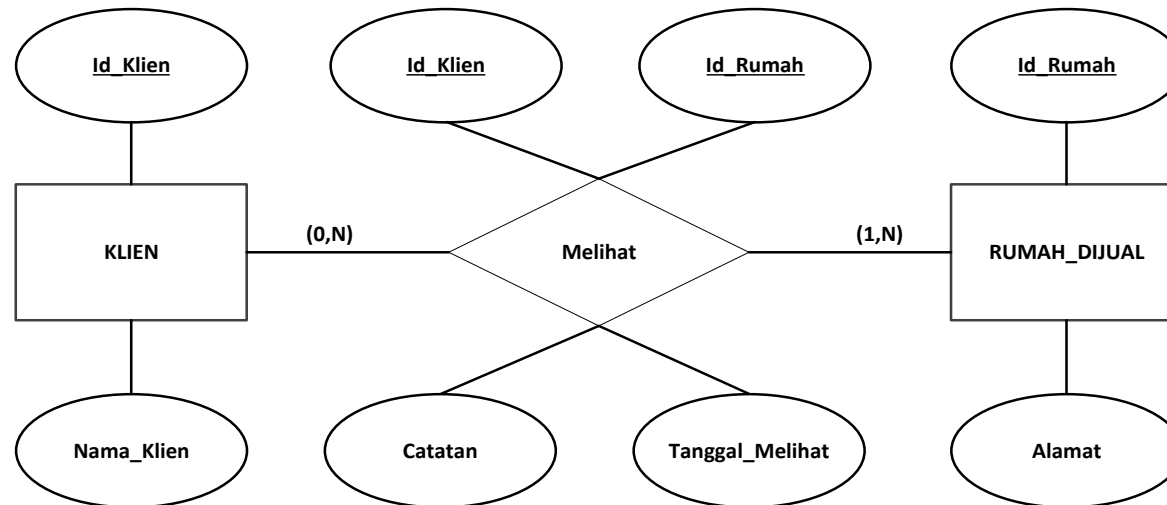 Id_Klien
Id_Klien
Id_Rumah
Id_Rumah
KLIEN
(0,N)
Melihat
(1,N)
RUMAH_DIJUAL
Nama_Klien
Catatan
Tanggal_Melihat
Alamat